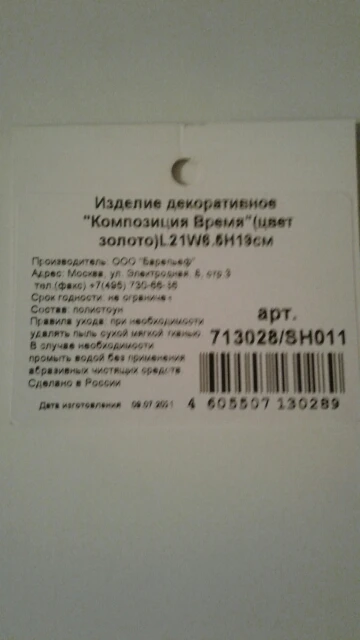 Изделие декоративное
"Композиция Время"(цвет
золото)L21W6.5H19см
Производитель: ООО "Барельеф"
Адрес: Москва, ул. Электродная, 8, стр.3
тел.(факс) +7(495) 730-66-56
Срок годности: не ограничен
Состав: полистоун
Правила ухода: при необходимости
удалять пыль сухой мягкой тканью.
В случае необходимости
промыть водой без применения
абразивных чистящих средств.
Сделано в России
арт.
713028/SH011
Дата изготовления 09.07.2021
4 605507 130289